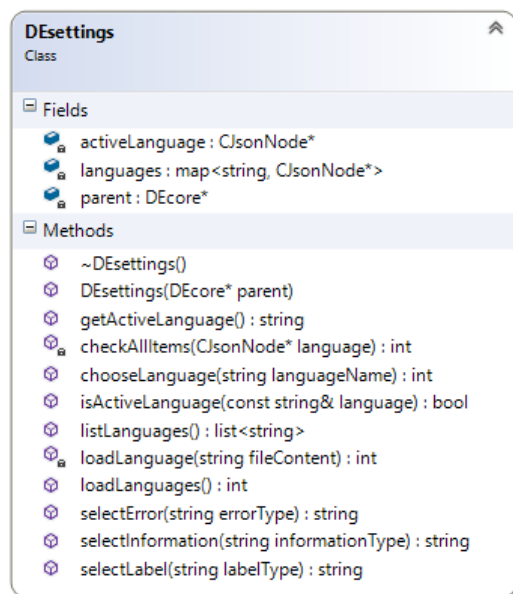 DEsettings
Class
Fields
activeLanguage : CJsonNode*
languages : map<string, CJsonNode*>
parent : DEcore*
Methods
~DEsettings()
DEsettings(DEcore* parent)
getActiveLanguage() : string
checkAllItems(CJsonNode* language) : int
chooseLanguage(string languageName) : int
isActiveLanguage(const string& language) : bool
listLanguages() : list<string>
loadLanguage(string fileContent) : int
loadLanguages() : int
selectError(string errorType) : string
selectInformation(string informationType) : string
selectLabel(string labelType) : string